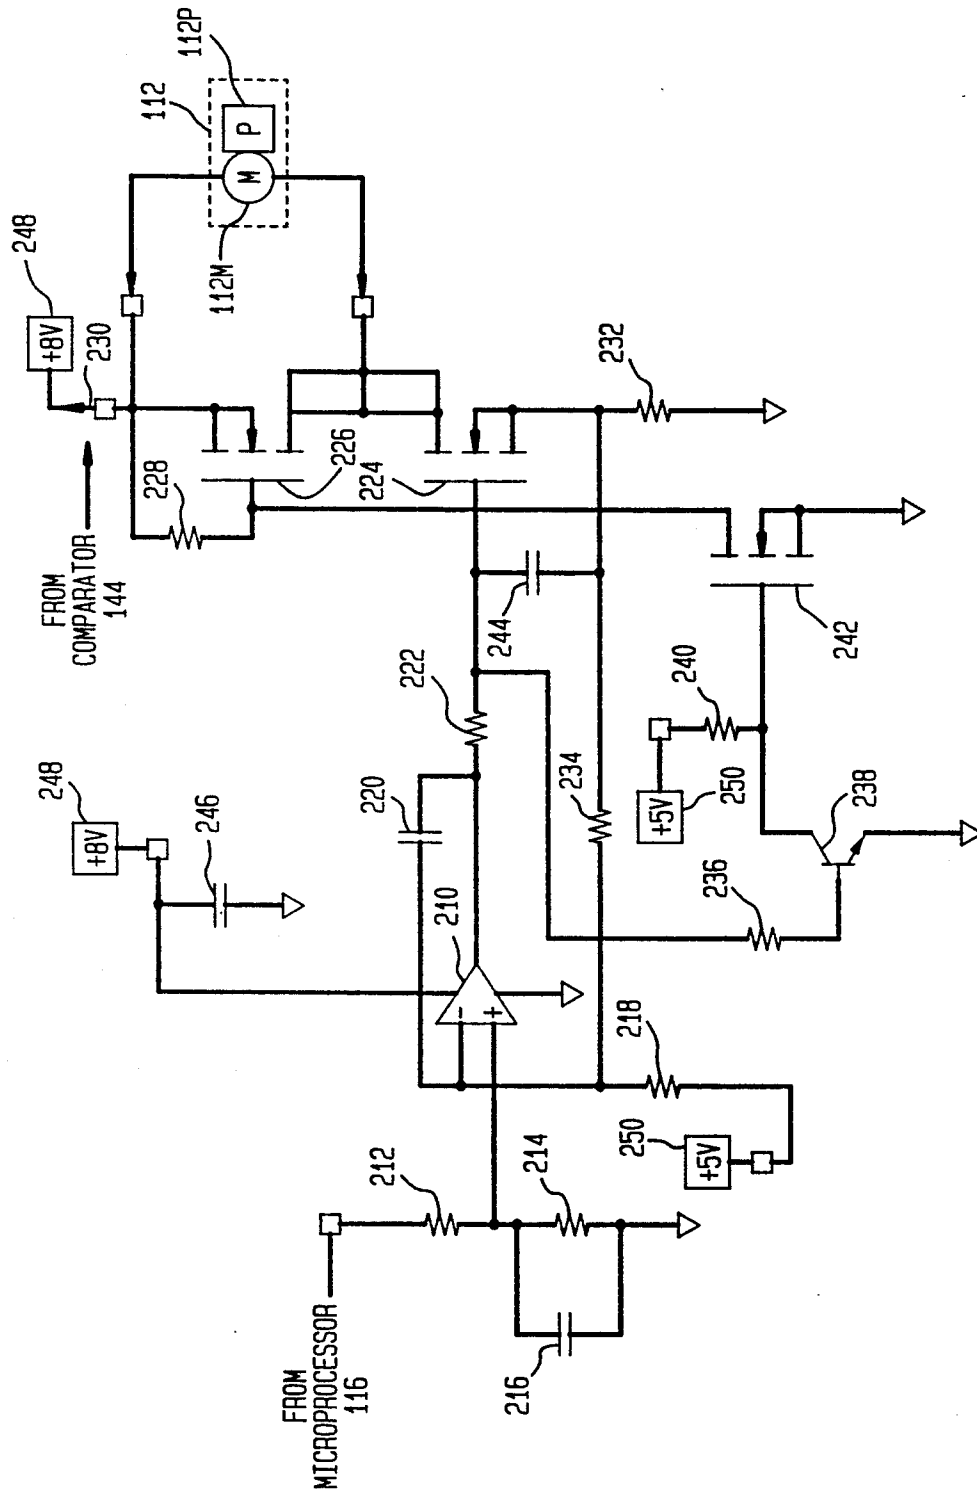 FROM
MICROPROCESSOR
116
216
212
214
250
+5V
218
210
246
248
+8V
220
222
234
236
238
250
+5V
240
242
244
224
226
228
FROM
COMPARATOR
144
230
248
+8V
232
112M
112
112P
M
P
-
+